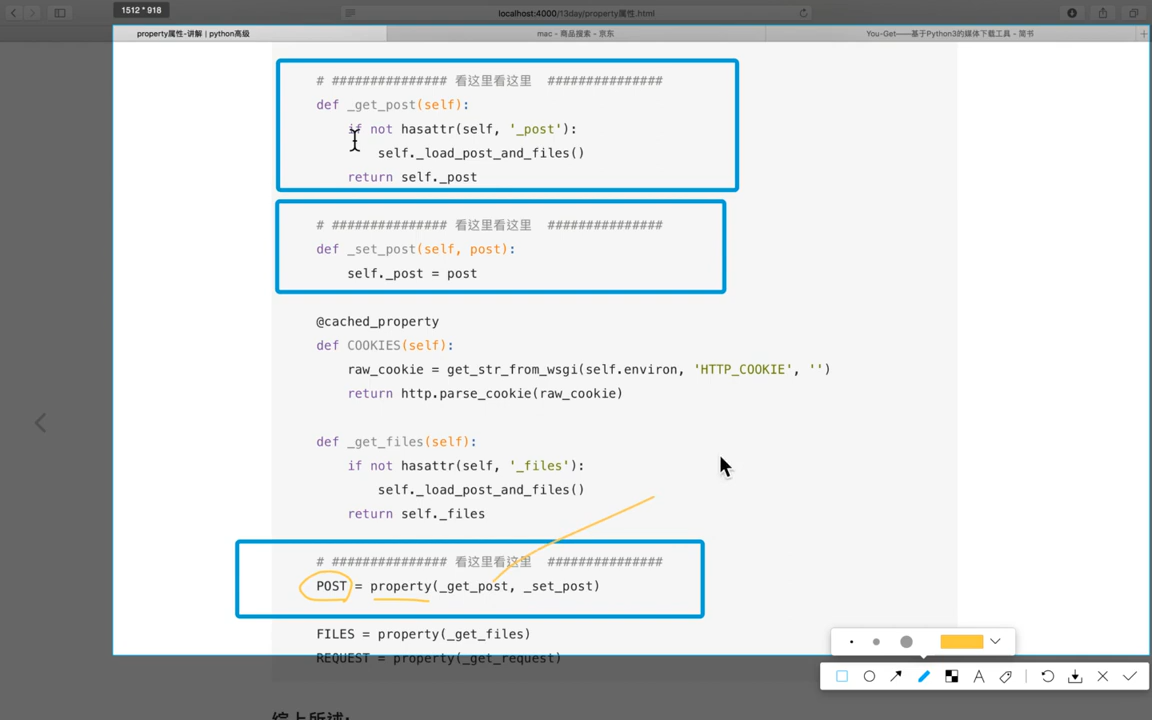 1512 * 918
localhost:4000/13day/property属性.html
property属性-讲解 | python高级
mac - 商品搜索 - 京东
You-Get——基于Python3的媒体下载工具 - 简书
# ############### 看这里看这里 ###############
def _get_post(self):
if not hasattr(self, '_post'):
self._load_post_and_files()
return self._post
# ############### 看这里看这里 ###############
def _set_post(self, post):
self._post = post
@cached_property
def COOKIES(self):
raw_cookie = get_str_from_wsgi(self.environ, 'HTTP_COOKIE', '')
return http.parse_cookie(raw_cookie)
def _get_files(self):
if not hasattr(self, '_files'):
self._load_post_and_files()
return self._files
# ############### 看这里看这里 ###############
POST = property(_get_post, _set_post)
FILES = property(_get_files)
REQUEST = property(_get_request)
A
综上所述: